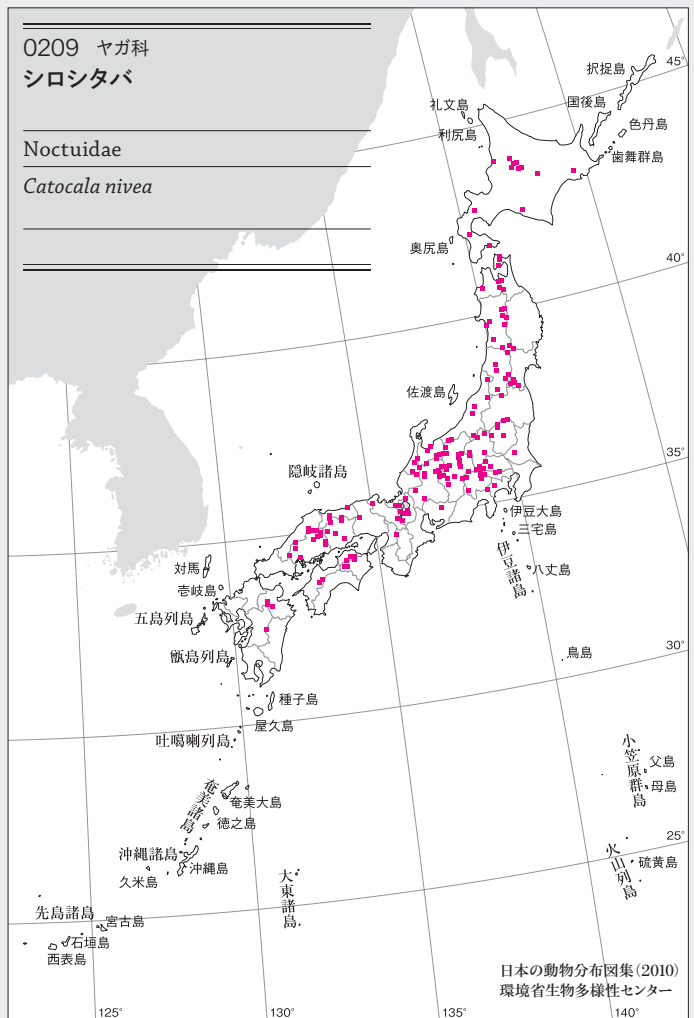 0209 ヤガ科
シロシタバ
Noctuidae
Catocala nivea
45°
択捉島
礼文島
国後島
色丹島
利尻島
歯舞群島
奥尻島
40°
佐渡島
35°
隠岐諸島
伊豆大島
三宅島
伊豆諸島
八丈島
対馬
壱岐島
五島列島
甑島列島
鳥島
30°
種子島
屋久島
吐噶喇列島
小笠原群島
父島
母島
奄美諸島
奄美大島
徳之島
25°
沖縄諸島
沖縄島
久米島
大東諸島
火山列島
硫黄島
先島諸島
宮古島
石垣島
西表島
日本の動物分布図集(2010)
環境省生物多様性センター
125°
130°
135°
140°